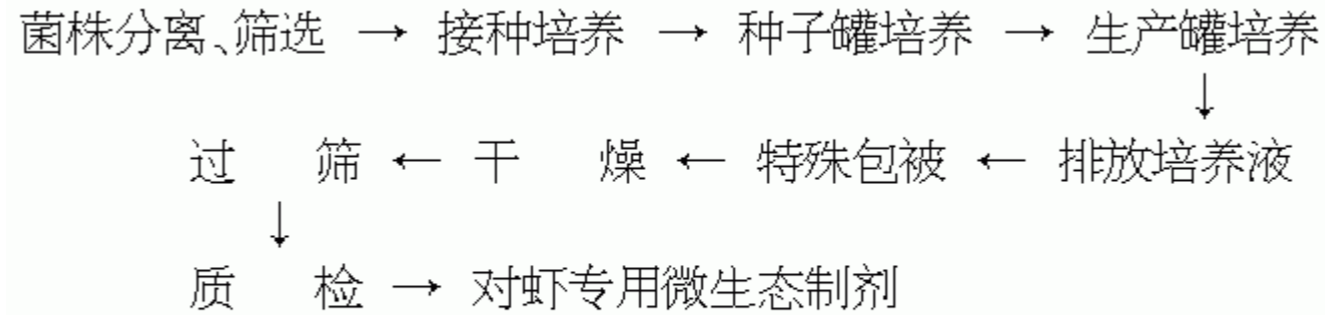 菌株分离、筛选 → 接种培养 → 种子罐培养 → 生产罐培养
↓
过 筛 ← 干 燥 ← 特殊包被 ← 排放培养液
↓
质 检 → 对虾专用微生态制剂